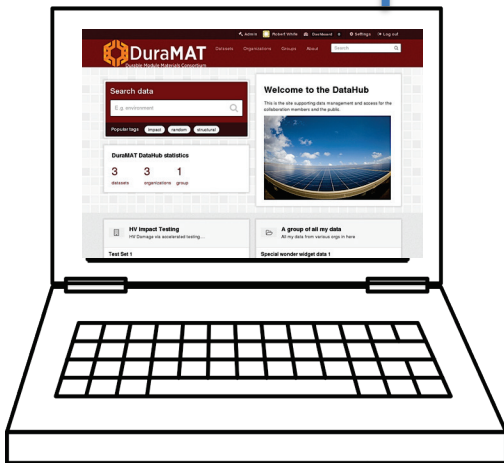 Admin Robert White Dashboard Settings Log out
DuraMAT
Durable Module Materials Consortium
Datasets Organizations Groups About Search
Search data
E.g. environment
Popular tags impact random structural
Welcome to the DataHub
This is the site supporting data management and access for the
collaboration members and the public.
DuraMAT DataHub statistics
3 3 1
datasets organizations group
HV Impact Testing
HV Damage via accelerated testing...
Test Set 1
A group of all my data
All my data from various orgs in here
Special wonder widget data 1